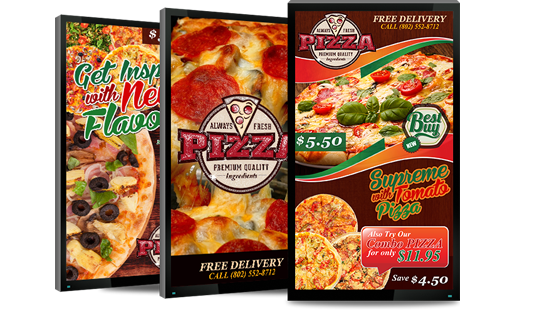 $
Get Insp
with Ne
Flavo
ALWAYS FRESH
PIZZA
PREMIUM QUALITY
Ingredients
FREE DELIVERY
CALL (802) 552-8712
FREE DELIVERY
CALL (802) 552-8712
ALWAYS FRESH
PIZZA
PREMIUM QUALITY
Ingredients
$5.50
Best
Buy
NEW
Supreme
with Tomato
Pizza
Also Try Our
Combo PIZZA
for only $11.95
Save $4.50